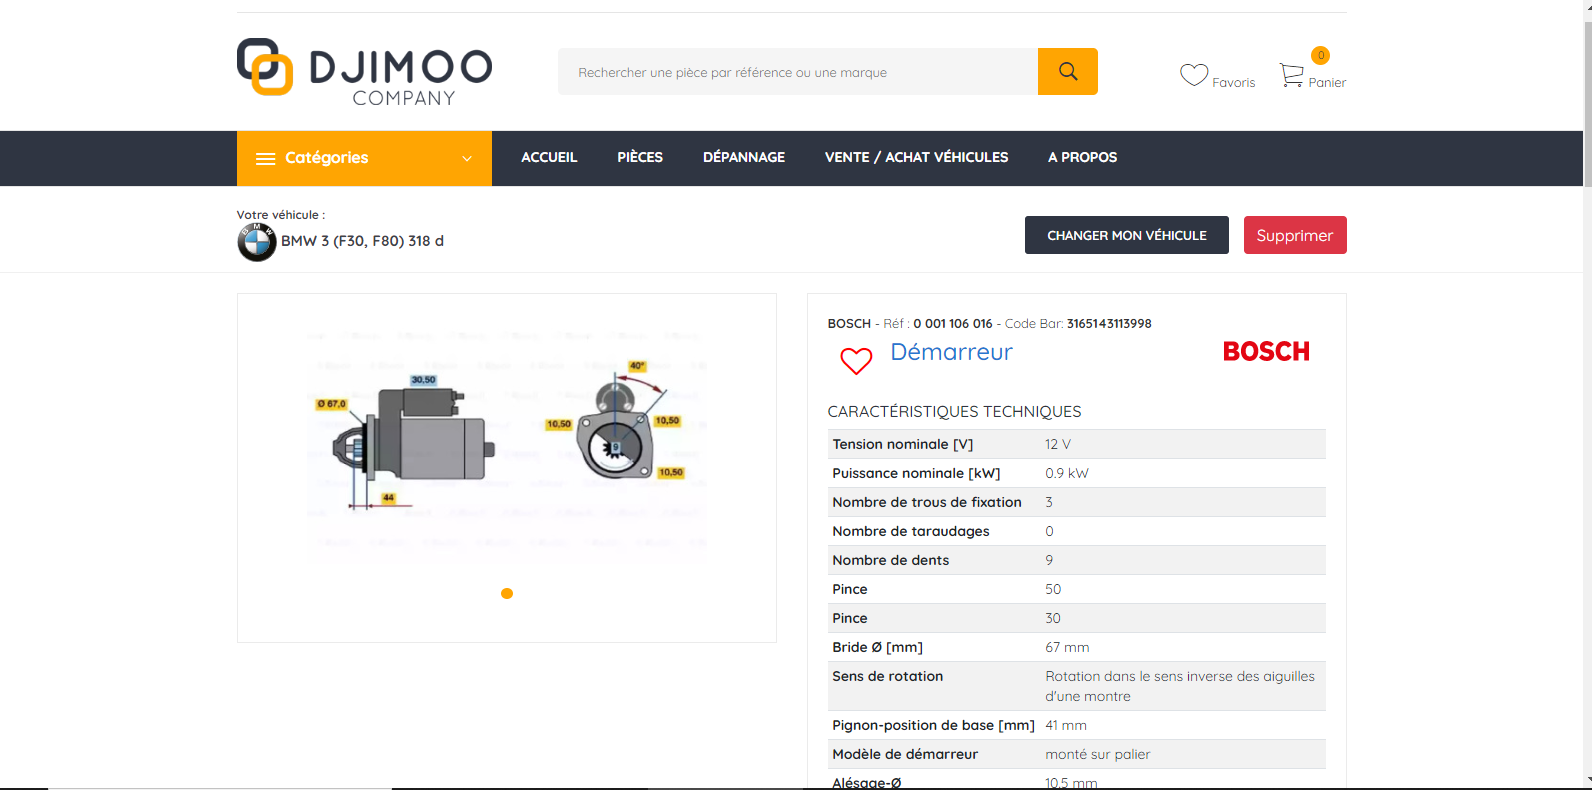 DJIMOO
COMPANY
Rechercher une pièce par référence ou une marque
Favoris
0
Panier
Catégories
ACCUEIL
PIÈCES
DÉPANNAGE
VENTE / ACHAT VÉHICULES
A PROPOS
Votre véhicule :
BMW
BMW 3 (F30, F80) 318 d
CHANGER MON VÉHICULE
Supprimer
30,50
Ø 67,0
44
40°
10,50
10,50
9
10,50
BOSCH - Réf : 0 001 106 016 - Code Bar: 3165143113998
Démarreur
BOSCH
CARACTÉRISTIQUES TECHNIQUES
Tension nominale [V] 12 V
Puissance nominale [kW] 0.9 kW
Nombre de trous de fixation 3
Nombre de taraudages 0
Nombre de dents 9
Pince 50
Pince 30
Bride Ø [mm] 67 mm
Sens de rotation Rotation dans le sens inverse des aiguilles
d'une montre
Pignon-position de base [mm] 41 mm
Modèle de démarreur monté sur palier
Alésage-Ø 10.5 mm